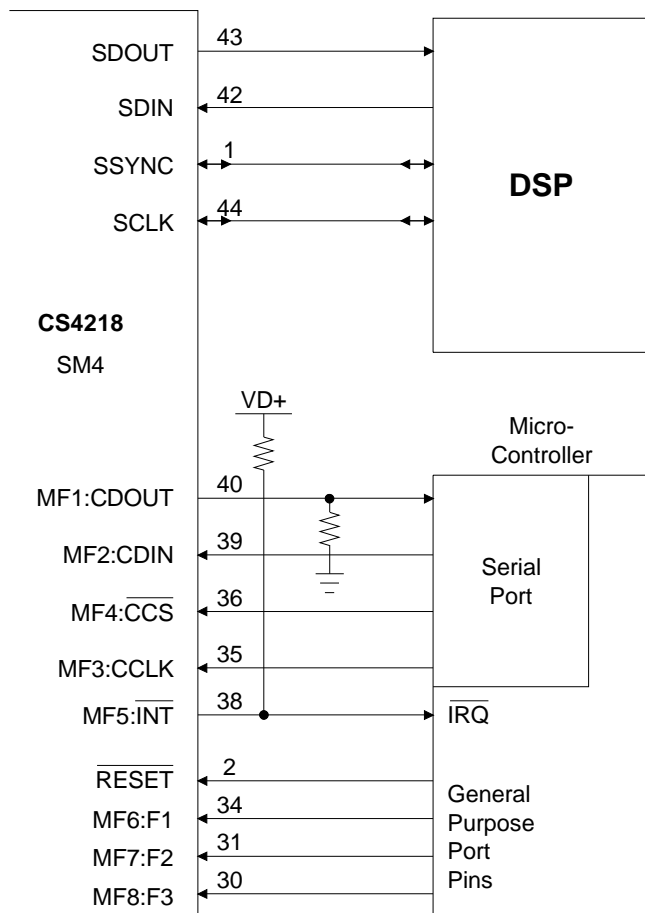 SDOUT 43
SDIN 42
SSYNC 1
SCLK 44
DSP
CS4218
SM4
VD+
Micro-
Controller
MF1:CDOUT 40
MF2:CDIN 39
MF4:CCS 36
MF3:CCLK 35
MF5:INT 38
Serial
Port
IRQ
RESET 2
MF6:F1 34
MF7:F2 31
MF8:F3 30
General
Purpose
Port
Pins